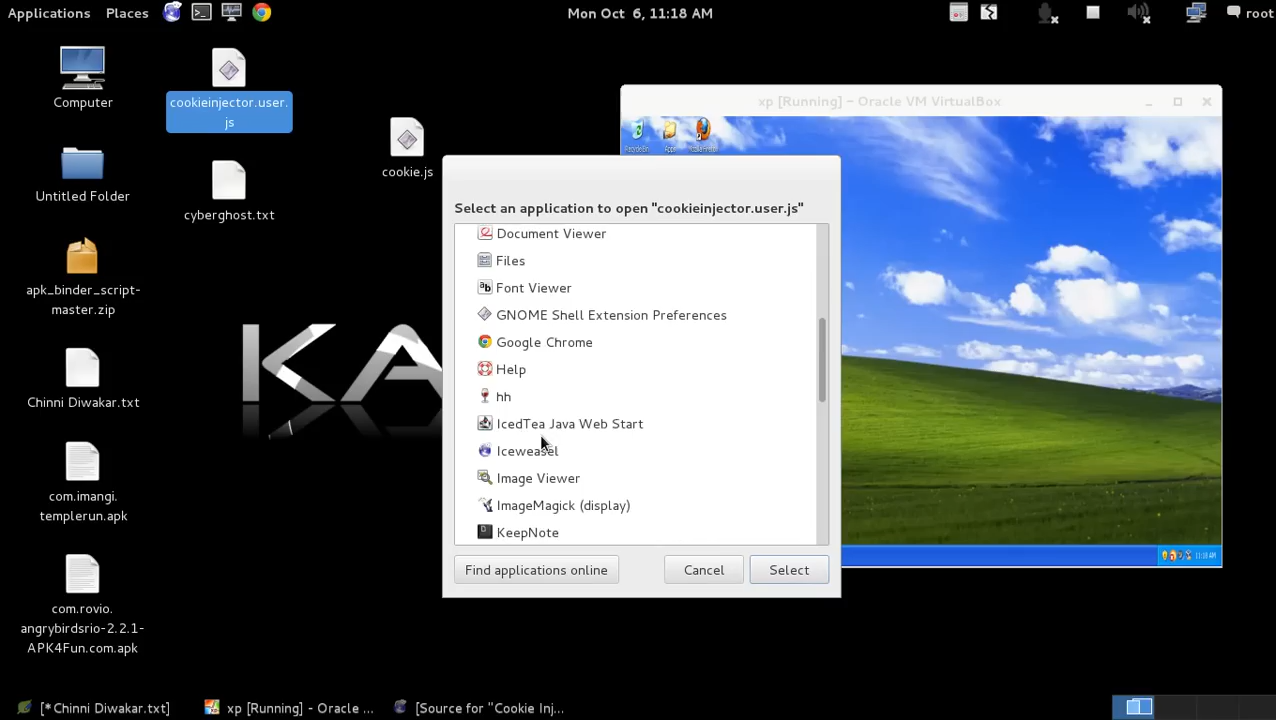 Applications Places Mon Oct 6, 11:18 AM root
Computer
cookieinjector.user.
js
cookie.js
Untitled Folder
cyberghost.txt
apk_binder_script-
master.zip
Chinni Diwakar.txt
com.imangi.
templerun.apk
com.rovio.
angrybirdsrio-2.2.1-
APK4Fun.com.apk
KA
xp [Running] - Oracle VM VirtualBox
Select an application to open "cookieinjector.user.js"
Document Viewer
Files
Font Viewer
GNOME Shell Extension Preferences
Google Chrome
Help
hh
IcedTea Java Web Start
Iceweasel
Image Viewer
ImageMagick (display)
KeepNote
Find applications online Cancel Select
11:18 AM
[*Chinni Diwakar.txt] xp [Running] - Oracle ... [Source for "Cookie Inj...